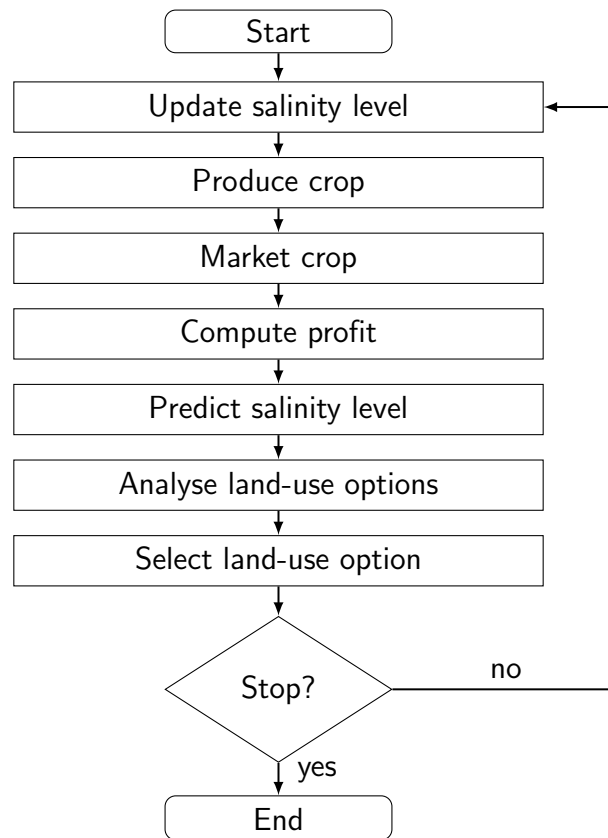 Start
Update salinity level
Produce crop
Market crop
Compute profit
Predict salinity level
Analyse land-use options
Select land-use option
Stop?
no
yes
End